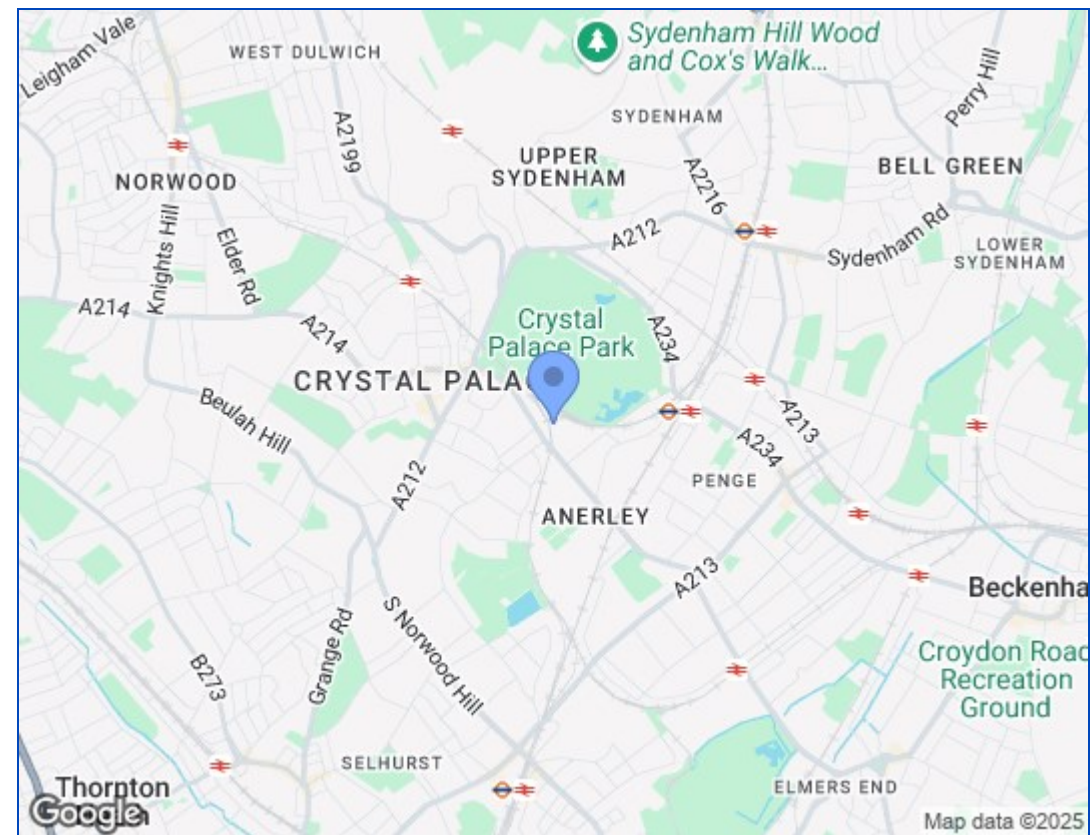 Leigham Vale
WEST DULWICH
Sydenham Hill Wood
and Cox's Walk...
Perry Hill
SYDENHAM
A2199
UPPER
SYDENHAM
A2216
BELL GREEN
NORWOOD
Knights Hill
Elder Rd
A212
Sydenham Rd
LOWER
SYDENHAM
A214
A214
Crystal
Palace Park
A234
CRYSTAL PALA
Beulah Hill
A213
A234
A212
PENGE
ANERLEY
A213
Beckenha
S Norwood Hill
Grange Rd
B273
Croydon Road
Recreation
Ground
SELHURST
ELMERS END
Thornton
Google
Map data ©2025